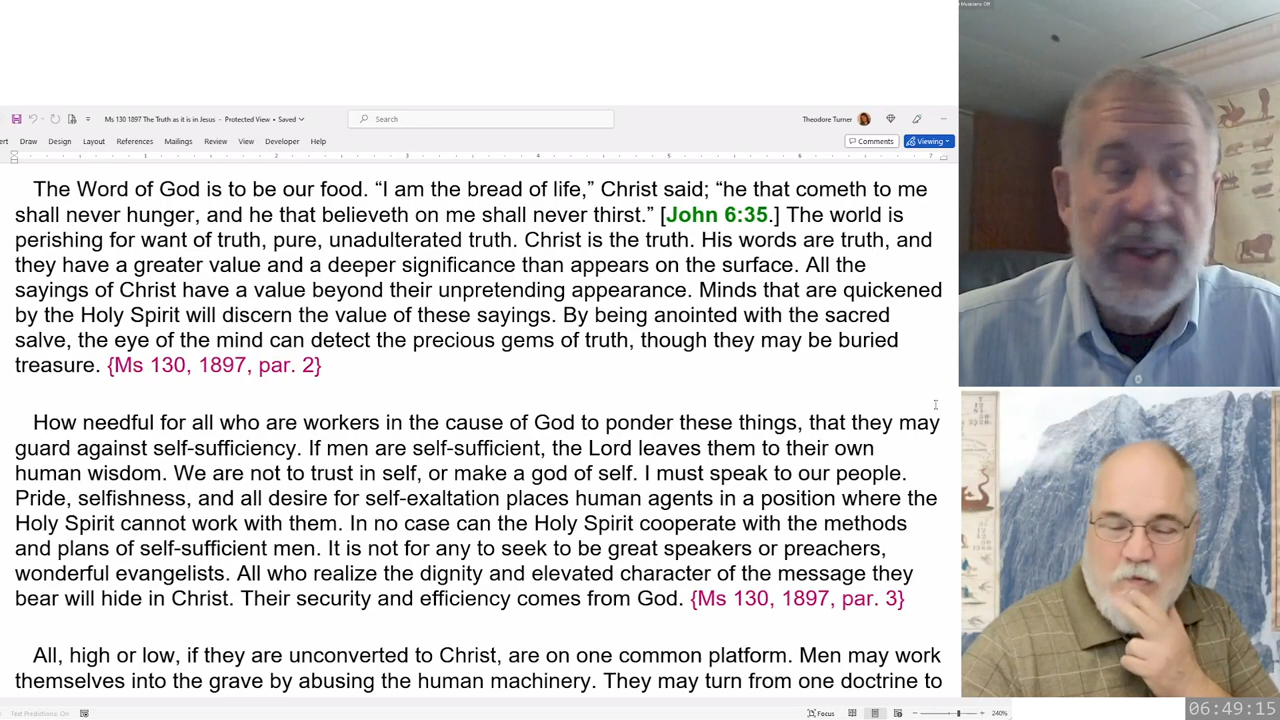 Ms 130 1897 The Truth as it is in Jesus - Protected View • Saved
Search
Theodore Turner
Draw Design Layout References Mailings Review View Developer Help
Comments Viewing
1 2 3 4 5 6 7
The Word of God is to be our food. “I am the bread of life,” Christ said; “he that cometh to me
shall never hunger, and he that believeth on me shall never thirst.” [John 6:35.] The world is
perishing for want of truth, pure, unadulterated truth. Christ is the truth. His words are truth, and
they have a greater value and a deeper significance than appears on the surface. All the
sayings of Christ have a value beyond their unpretending appearance. Minds that are quickened
by the Holy Spirit will discern the value of these sayings. By being anointed with the sacred
salve, the eye of the mind can detect the precious gems of truth, though they may be buried
treasure. {Ms 130, 1897, par. 2}
How needful for all who are workers in the cause of God to ponder these things, that they may
guard against self-sufficiency. If men are self-sufficient, the Lord leaves them to their own
human wisdom. We are not to trust in self, or make a god of self. I must speak to our people.
Pride, selfishness, and all desire for self-exaltation places human agents in a position where the
Holy Spirit cannot work with them. In no case can the Holy Spirit cooperate with the methods
and plans of self-sufficient men. It is not for any to seek to be great speakers or preachers,
wonderful evangelists. All who realize the dignity and elevated character of the message they
bear will hide in Christ. Their security and efficiency comes from God. {Ms 130, 1897, par. 3}
All, high or low, if they are unconverted to Christ, are on one common platform. Men may work
themselves into the grave by abusing the human machinery. They may turn from one doctrine to
Text Predictions: On
Focus
240%
06:49:15